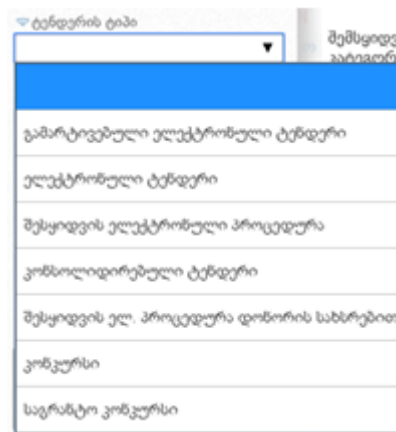 ტენდერის ტიპი
შემსყიდვ
კატეგორ
გამარტივებული ელექტრონული ტენდერი
ელექტრონული ტენდერი
შესყიდვის ელექტრონული პროცედურა
კონსოლიდირებული ტენდერი
შესყიდვის ელ. პროცედურა დონორის სახსრებით
კონკურსი
საგრანტო კონკურსი